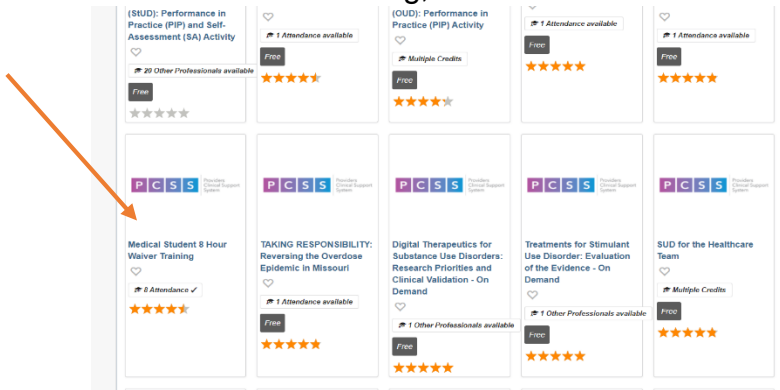 (StUD): Performance in
Practice (PIP) and Self-
Assessment (SA) Activity
20 Other Professionals available
Free
1 Attendance available
Free
(OUD): Performance in
Practice (PIP) Activity
Multiple Credits
Free
1 Attendance available
Free
1 Attendance available
Free
PCSS Providers
Clinical Support
System
Medical Student 8 Hour
Waiver Training
8 Attendance ✓
PCSS Providers
Clinical Support
System
TAKING RESPONSIBILITY:
Reversing the Overdose
Epidemic in Missouri
1 Attendance available
Free
PCSS Providers
Clinical Support
System
Digital Therapeutics for
Substance Use Disorders:
Research Priorities and
Clinical Validation - On
Demand
1 Other Professionals available
Free
PCSS Providers
Clinical Support
System
Treatments for Stimulant
Use Disorder: Evaluation
of the Evidence - On
Demand
1 Other Professionals available
Free
PCSS Providers
Clinical Support
System
SUD for the Healthcare
Team
Multiple Credits
Free